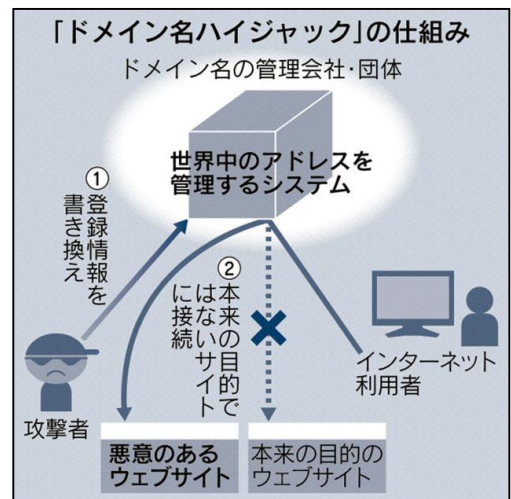 「ドメイン名ハイジャック」の仕組み
ドメイン名の管理会社・団体
世界中のアドレスを
管理するシステム
①登録情報を
書き換え
②本来の目的で
はないサイト
に接続
攻撃者
インターネット
利用者
悪意のある
ウェブサイト
本来の目的の
ウェブサイト